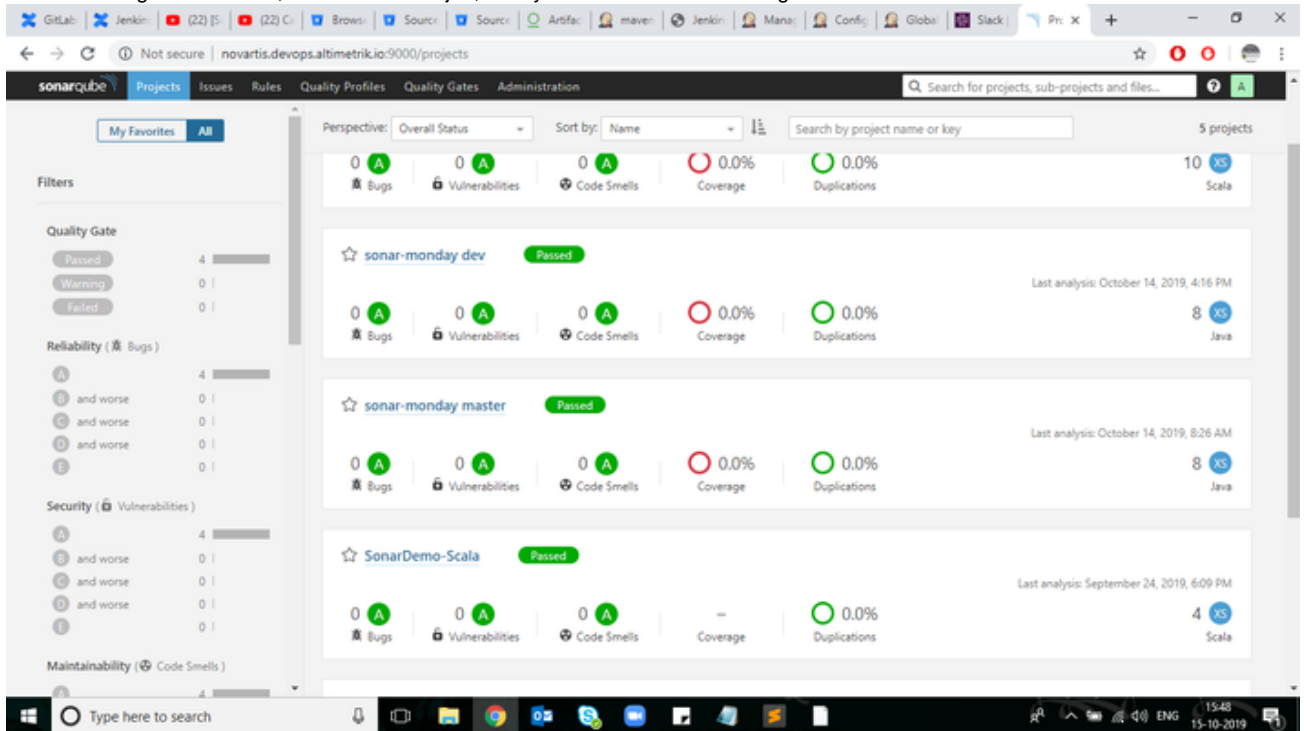 GitLab: Jenkin: (22) [S (22) Ca Brows: Source Source Artifac maven Jenkin Manag Config Global Slack Pro
Not secure | novartis.devops.altimetrik.io:9000/projects
sonarqube Projects Issues Rules Quality Profiles Quality Gates Administration Search for projects, sub-projects and files... ? A
My Favorites All
Perspective: Overall Status Sort by: Name Search by project name or key 5 projects
0 A 0 A 0 A 0.0% 0.0% 10 XS
Bugs Vulnerabilities Code Smells Coverage Duplications Scala
Filters
Quality Gate
Passed 4
Warning 0
Failed 0
Reliability ( Bugs )
A 4
B and worse 0
C and worse 0
D and worse 0
E 0
Security ( Vulnerabilities )
A 4
B and worse 0
C and worse 0
D and worse 0
E 0
Maintainability ( Code Smells )
A 4
sonar-monday dev Passed
Last analysis: October 14, 2019, 4:16 PM
0 A 0 A 0 A 0.0% 0.0% 8 XS
Bugs Vulnerabilities Code Smells Coverage Duplications Java
sonar-monday master Passed
Last analysis: October 14, 2019, 8:26 AM
0 A 0 A 0 A 0.0% 0.0% 8 XS
Bugs Vulnerabilities Code Smells Coverage Duplications Java
SonarDemo-Scala Passed
Last analysis: September 24, 2019, 6:09 PM
0 A 0 A 0 A – 0.0% 4 XS
Bugs Vulnerabilities Code Smells Coverage Duplications Scala
Type here to search ENG 15:48
15-10-2019